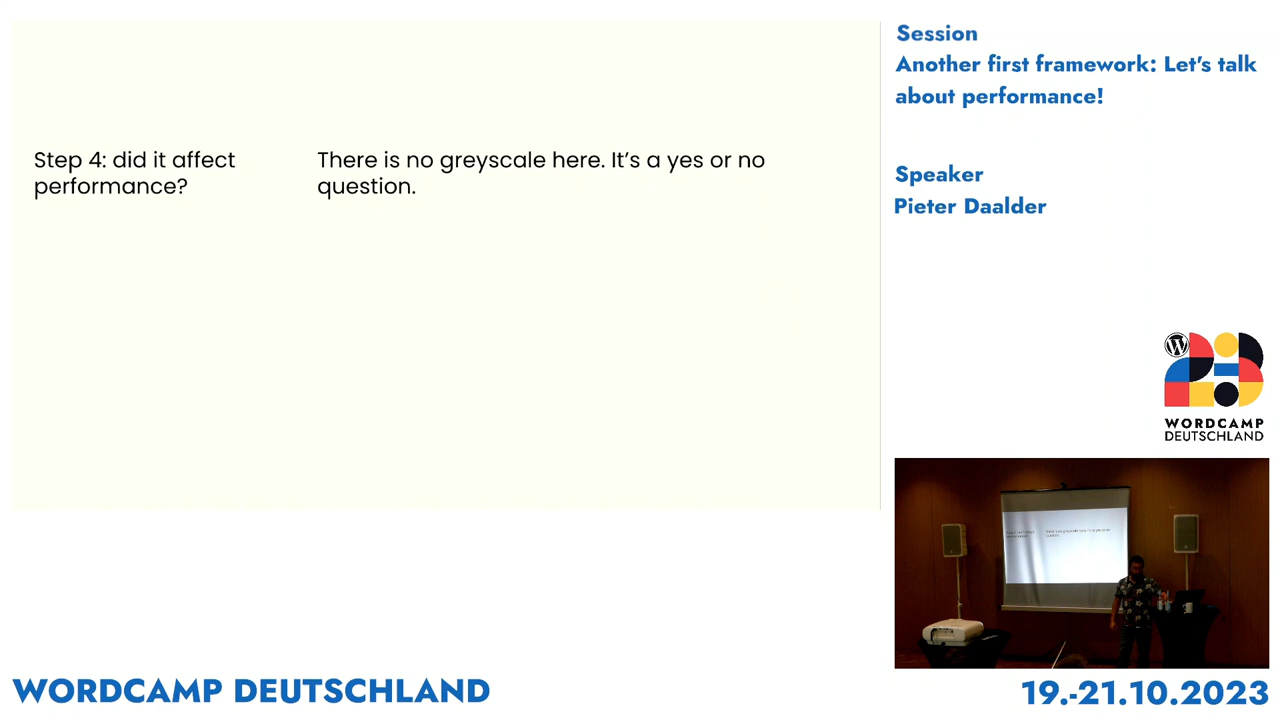 Step 4: did it affect
performance?
There is no greyscale here. It's a yes or no
question.
Session
Another first framework: Let's talk
about performance!
Speaker
Pieter Daalder
WORDCAMP
DEUTSCHLAND
WORDCAMP DEUTSCHLAND
19.-21.10.2023